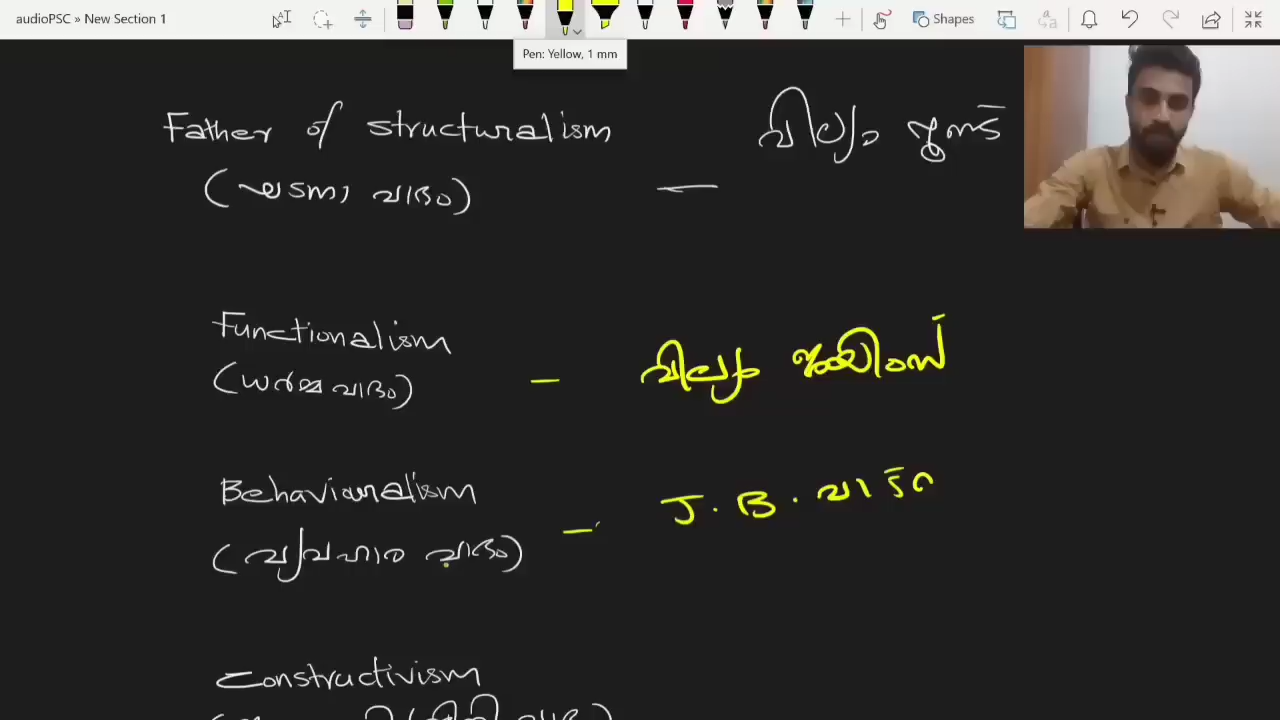 audioPSC » New Section 1
Shapes
Pen: Yellow, 1 mm
Father of structuralism
(ഘടനാ വാദം) —
വില്യം വൂണ്ട്
Functionalism
(ധർമ്മവാദം) – വില്യം ജയിംസ്
Behaviouralism
(വ്യവഹാര വാദം) – J.B. വാട്
Constructivism